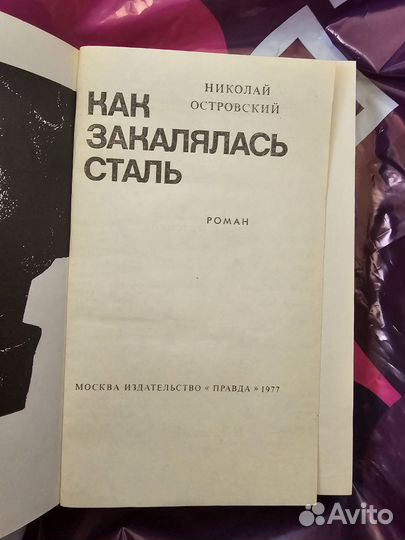 НИКОЛАЙ
ОСТРОВСКИЙ
КАК
ЗАКАЛЯЛАСЬ
СТАЛЬ
РОМАН
МОСКВА ИЗДАТЕЛЬСТВО « ПРАВДА » 1977
Avito